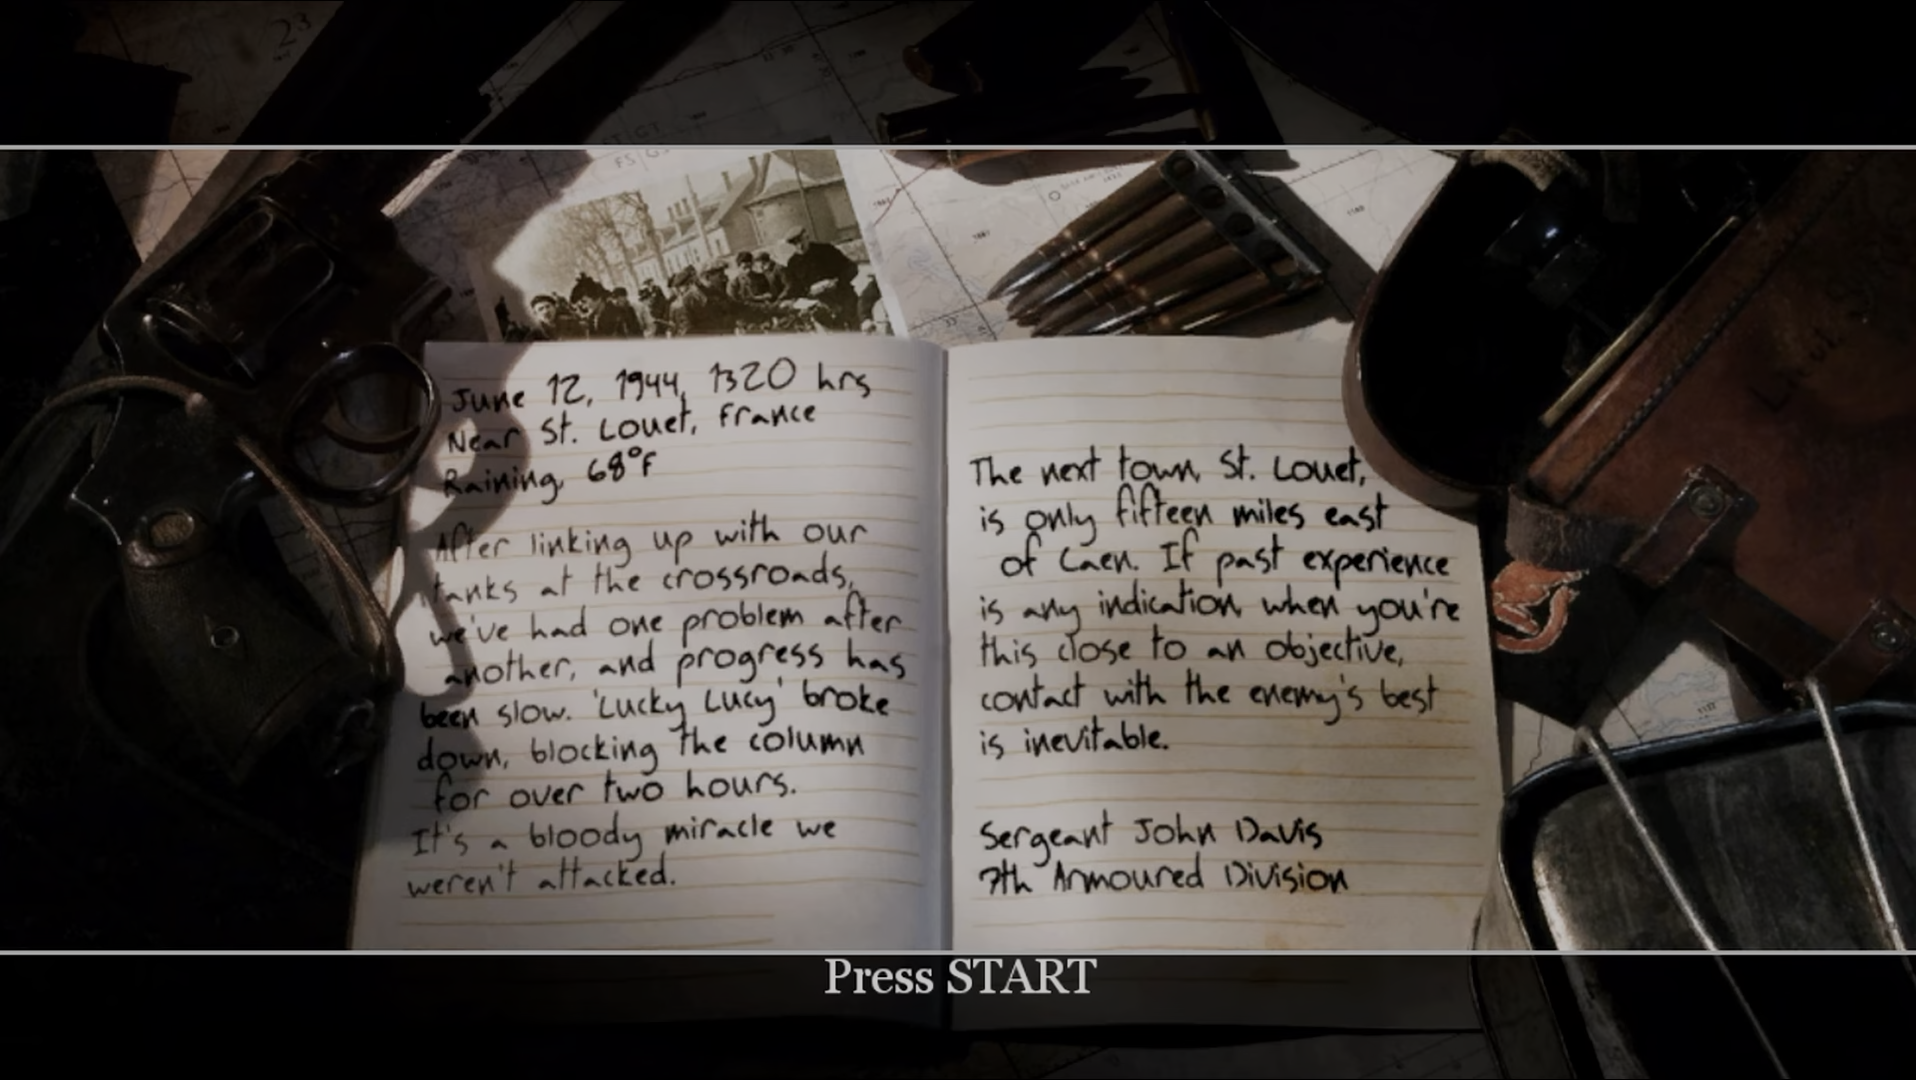 23
FS GS
June 12, 1944, 1320 hrs
Near St. Louet, France
Raining, 68°F
After linking up with our
tanks at the crossroads,
we've had one problem after
another, and progress has
been slow. 'Lucky Lucy' broke
down, blocking the column
for over two hours.
It's a bloody miracle we
weren't attacked.
The next town, St. Louet,
is only fifteen miles east
of Caen. If past experience
is any indication, when you're
this close to an objective,
contact with the enemy's best
is inevitable.
Sergeant John Davis
7th Armoured Division
Lieut. S
Press START